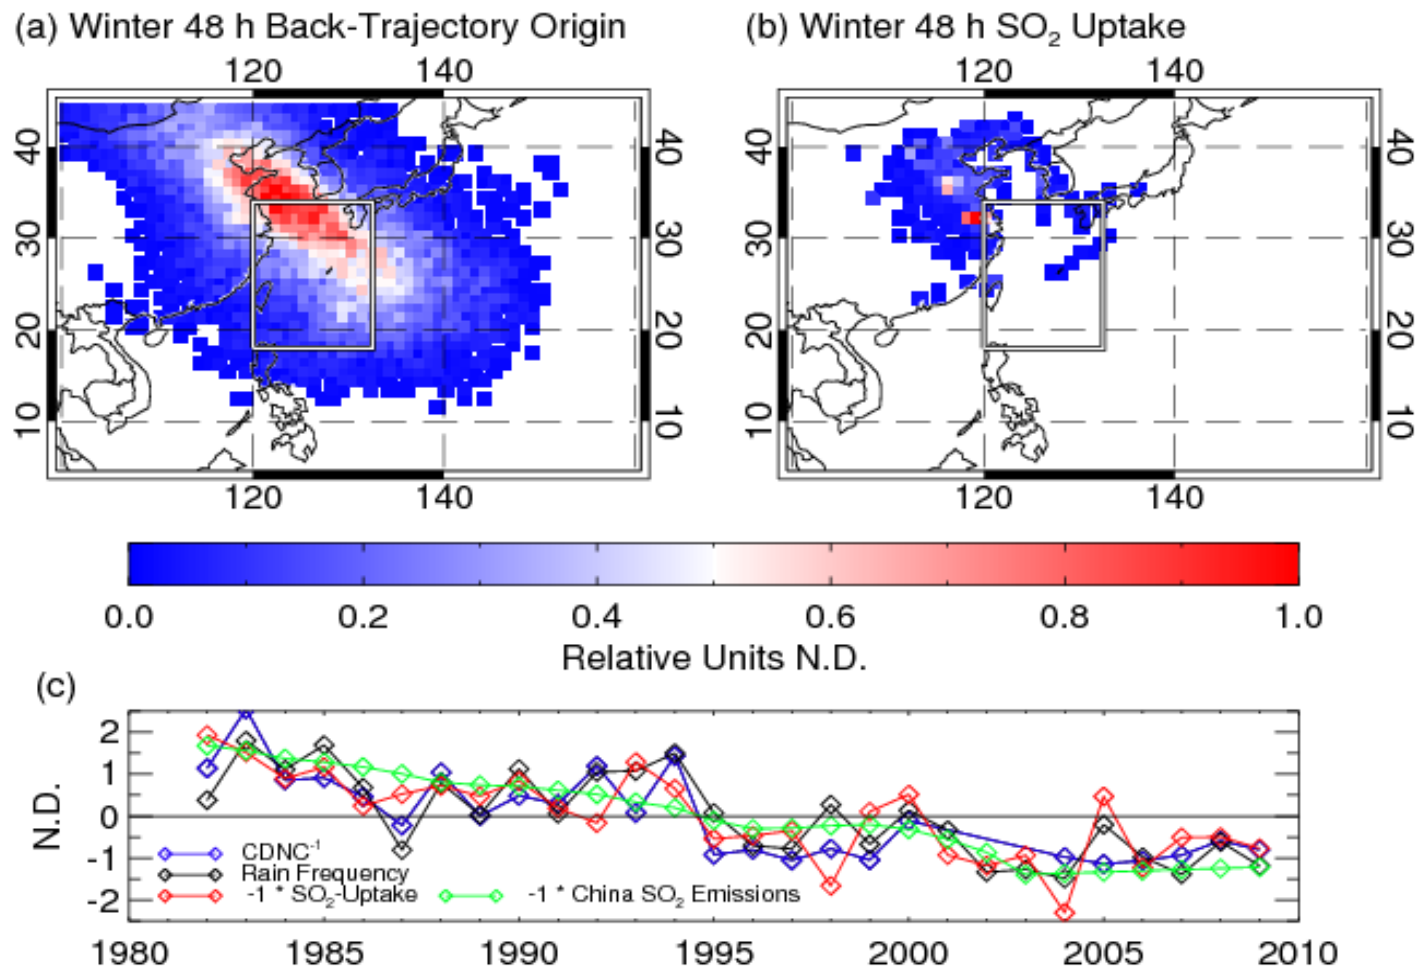 (a) Winter 48 h Back-Trajectory Origin
(b) Winter 48 h SO₂ Uptake
120 140
120 140
40 40
30 30
20 20
10 10
40 40
30 30
20 20
10 10
120 140
120 140
0.0 0.2 0.4 0.6 0.8 1.0
Relative Units N.D.
(c)
N.D.
2
1
0
-1
-2
CDNC⁻¹
Rain Frequency
-1 * SO₂-Uptake
-1 * China SO₂ Emissions
1980 1985 1990 1995 2000 2005 2010